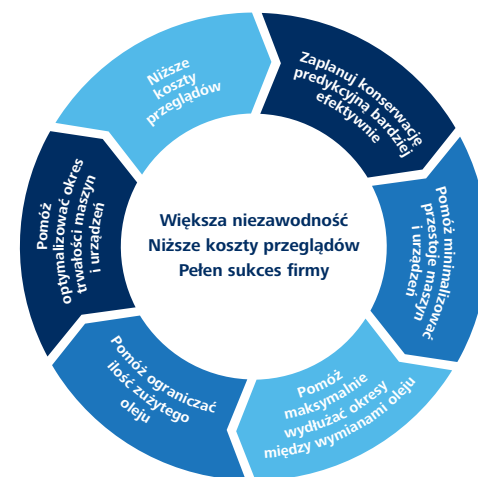 Niższe
koszty
przeglądów
Zaplanuj konserwację
predykcyjną bardziej
efektywnie
Pomóż minimalizować
przestoje maszyn
i urządzeń
Pomóż
maksymalnie
wydłużać okresy
między wymianami oleju
Pomóż ograniczać
ilość zużytego
oleju
Pomóż
optymalizować okres
trwałości maszyn
i urządzeń
Większa niezawodność
Niższe koszty przeglądów
Pełen sukces firmy